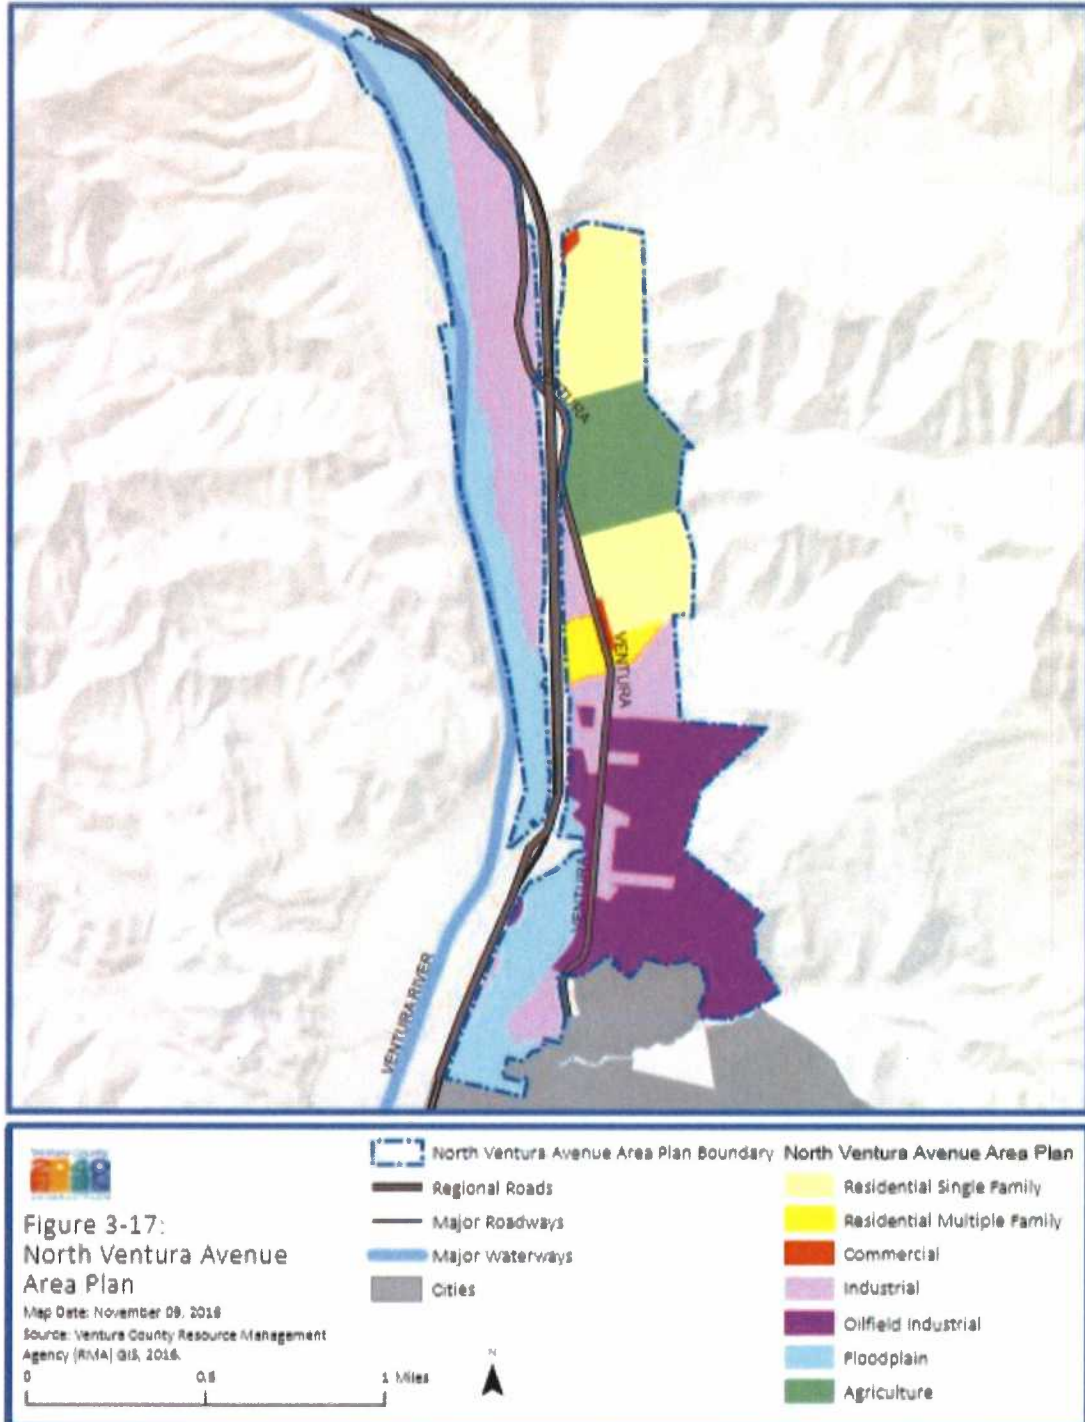 VENTURA
VENTURA
VENTURA
VENTURA RIVER
Figure 3-17:
North Ventura Avenue
Area Plan
Map Date: November 09, 2016
Source: Ventura County Resource Management
Agency (RMA) GIS, 2016.
0 0.5 1 Miles
N
North Ventura Avenue Area Plan Boundary
Regional Roads
Major Roadways
Major Waterways
Cities
North Ventura Avenue Area Plan
Residential Single Family
Residential Multiple Family
Commercial
Industrial
Oilfield Industrial
Floodplain
Agriculture